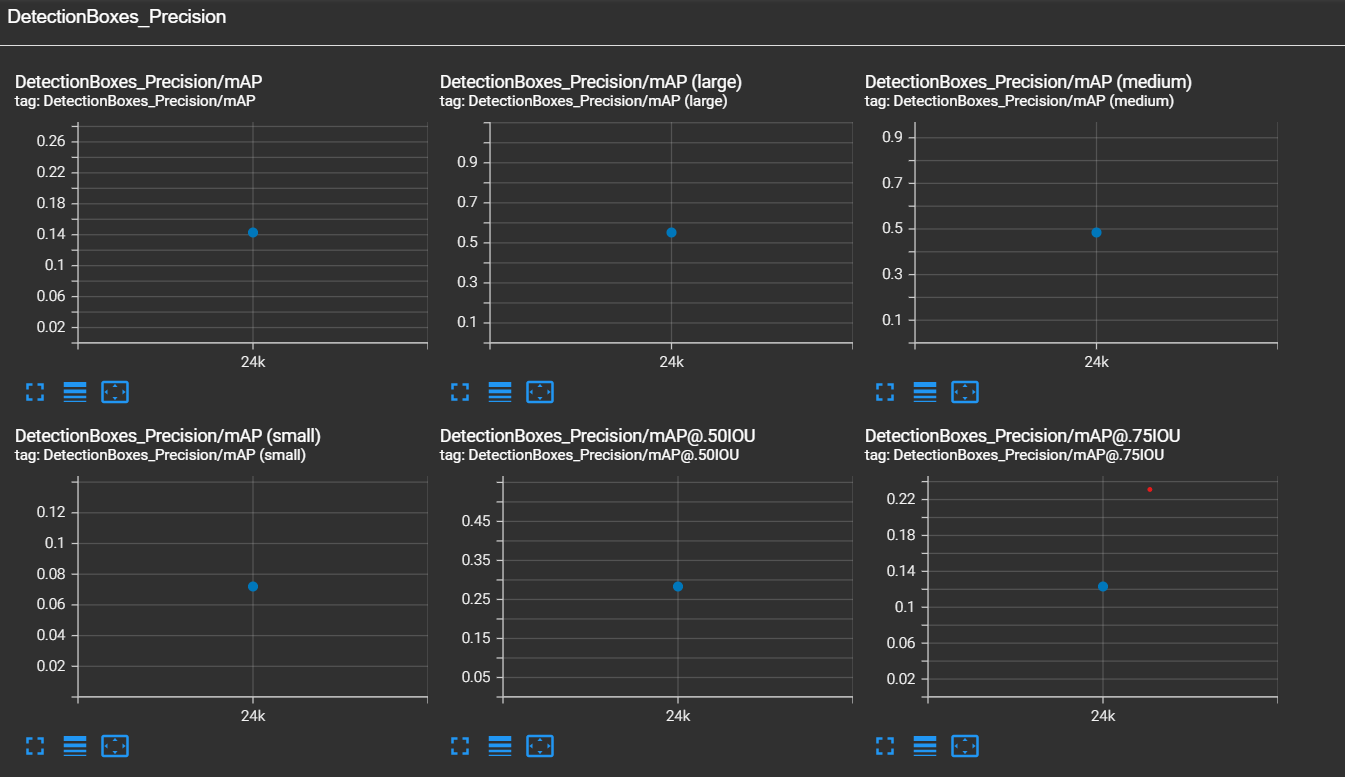 DetectionBoxes_Precision
DetectionBoxes_Precision/mAP
tag: DetectionBoxes_Precision/mAP
0.26
0.22
0.18
0.14
0.1
0.06
0.02
24k
DetectionBoxes_Precision/mAP (large)
tag: DetectionBoxes_Precision/mAP (large)
0.9
0.7
0.5
0.3
0.1
24k
DetectionBoxes_Precision/mAP (medium)
tag: DetectionBoxes_Precision/mAP (medium)
0.9
0.7
0.5
0.3
0.1
24k
DetectionBoxes_Precision/mAP (small)
tag: DetectionBoxes_Precision/mAP (small)
0.12
0.1
0.08
0.06
0.04
0.02
24k
DetectionBoxes_Precision/mAP@.50IOU
tag: DetectionBoxes_Precision/mAP@.50IOU
0.45
0.35
0.25
0.15
0.05
24k
DetectionBoxes_Precision/mAP@.75IOU
tag: DetectionBoxes_Precision/mAP@.75IOU
0.22
0.18
0.14
0.1
0.06
0.02
24k